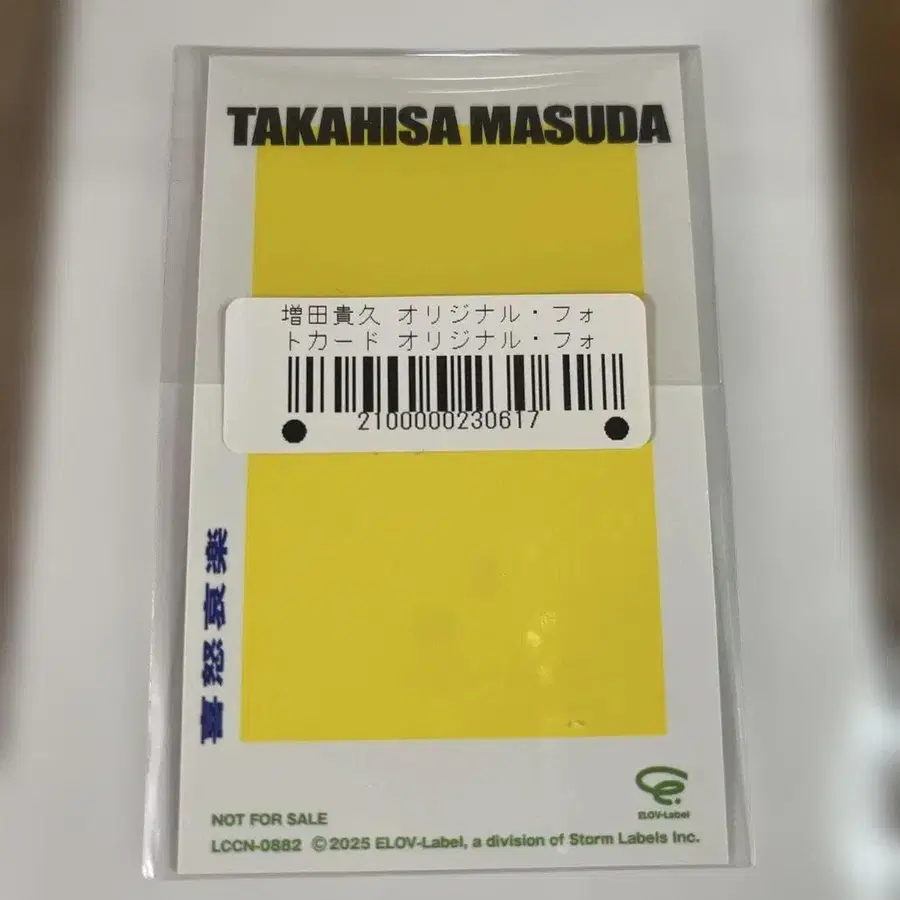 TAKAHISA MASUDA
増田貴久 オリジナル・フォ
トカード オリジナル・フォ
2100000230617
喜怒哀楽
ELOV-Label
NOT FOR SALE
LCCN-0882 ©2025 ELOV-Label, a division of Storm Labels Inc.